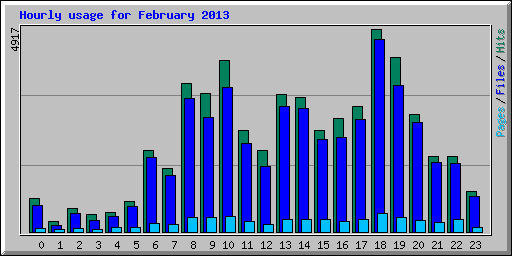 Hourly usage for February 2013
4917
Pages/Files/Hits
0 1 2 3 4 5 6 7 8 9 10 11 12 13 14 15 16 17 18 19 20 21 22 23